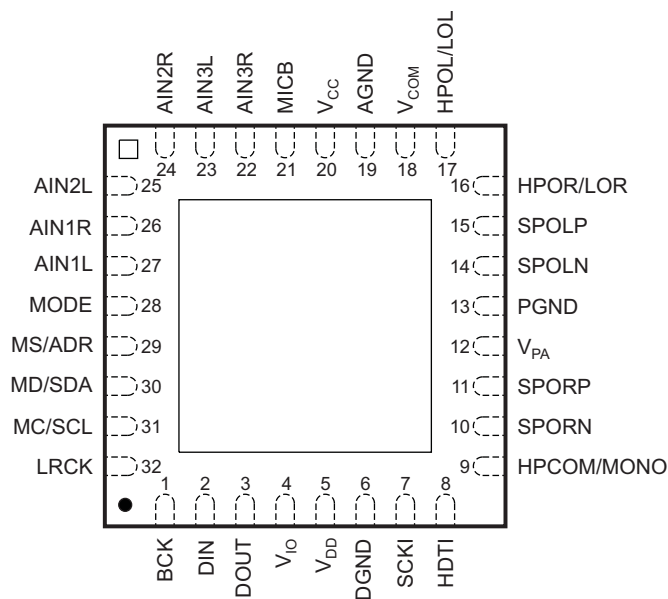 AIN2R
AIN3L
AIN3R
MICB
VCC
AGND
VCOM
HPOL/LOL
24 23 22 21 20 19 18 17
AIN2L 25
AIN1R 26
AIN1L 27
MODE 28
MS/ADR 29
MD/SDA 30
MC/SCL 31
LRCK 32
16 HPOR/LOR
15 SPOLP
14 SPOLN
13 PGND
12 VPA
11 SPORP
10 SPORN
9 HPCOM/MONO
1 2 3 4 5 6 7 8
BCK
DIN
DOUT
VIO
VDD
DGND
SCKI
HDTI